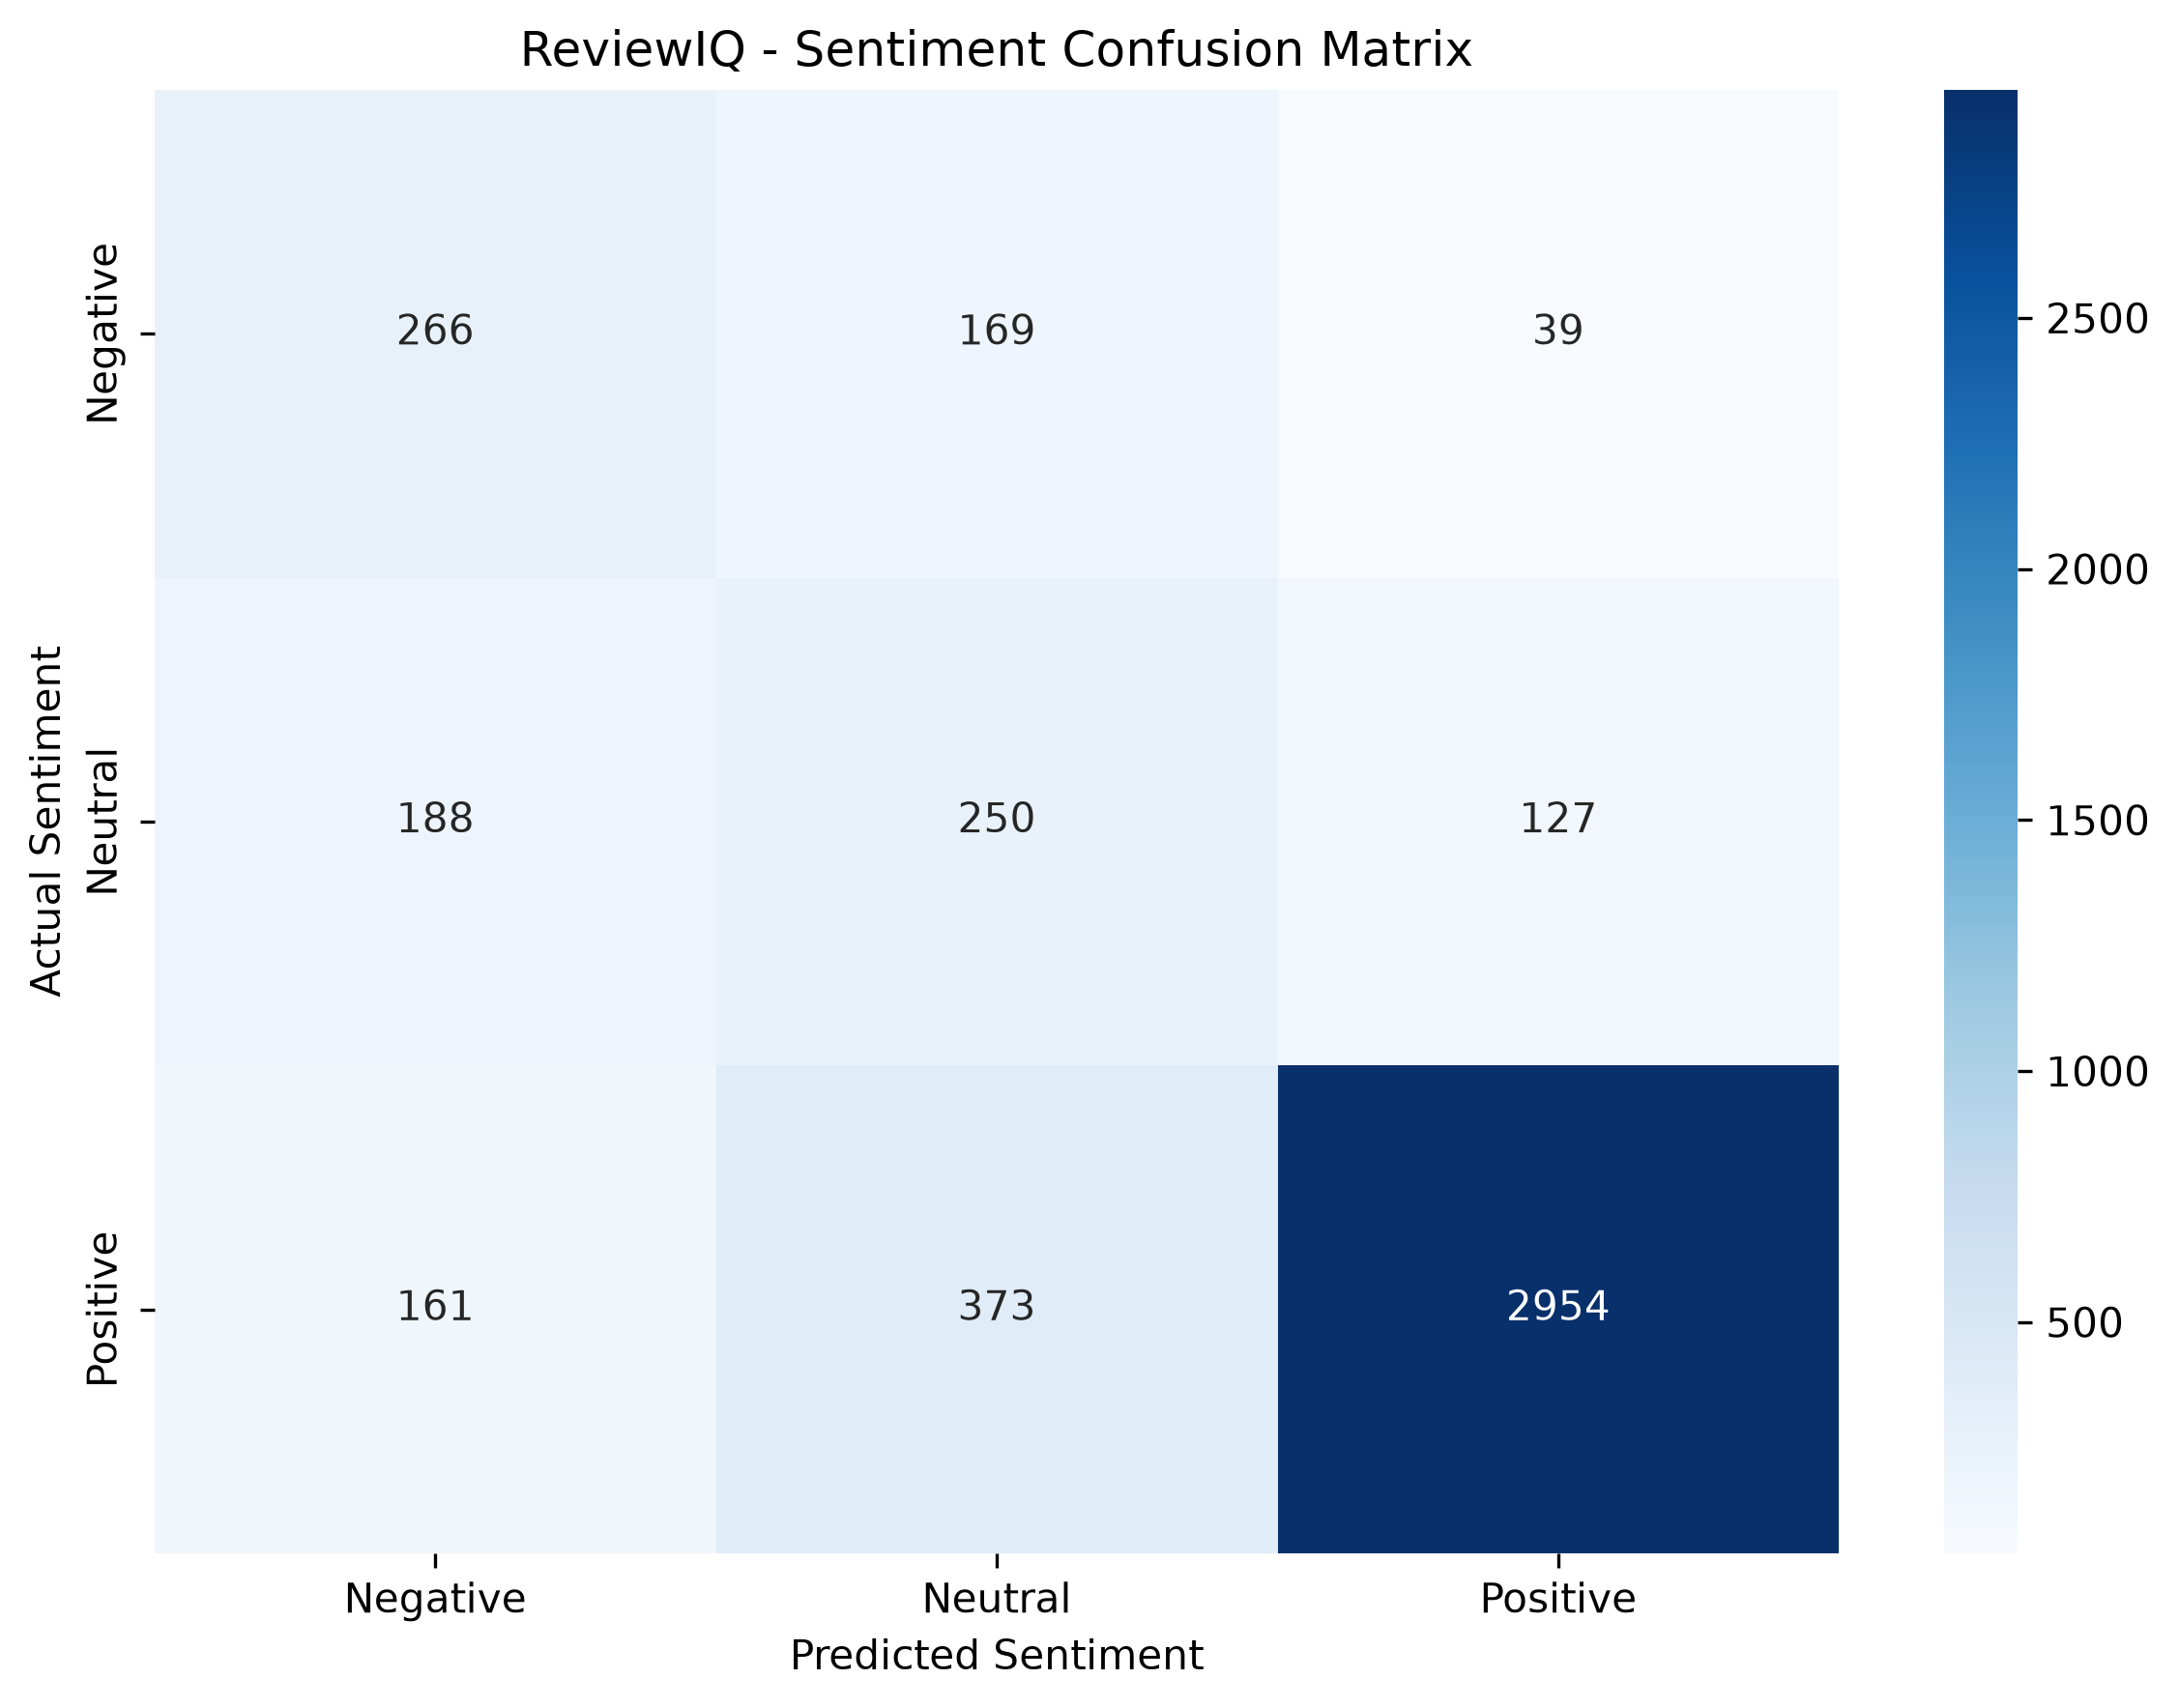 ReviewIQ - Sentiment Confusion Matrix
Actual Sentiment
Negative
266 169 39
Neutral
188 250 127
Positive
161 373 2954
Negative Neutral Positive
Predicted Sentiment
2500
2000
1500
1000
500